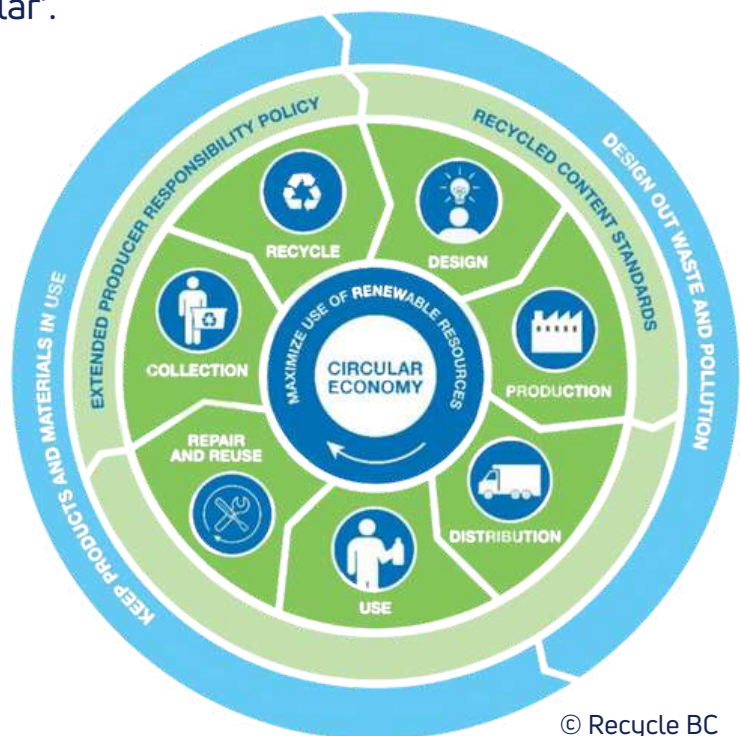 lar'.
EXTENDED PRODUCER RESPONSIBILITY POLICY
RECYCLED CONTENT STANDARDS
DESIGN OUT WASTE AND POLLUTION
KEEP PRODUCTS AND MATERIALS IN USE
RECYCLE
DESIGN
PRODUCTION
DISTRIBUTION
USE
REPAIR
AND REUSE
COLLECTION
MAXIMIZE USE OF RENEWABLE RESOURCES
CIRCULAR
ECONOMY
© Recycle BC